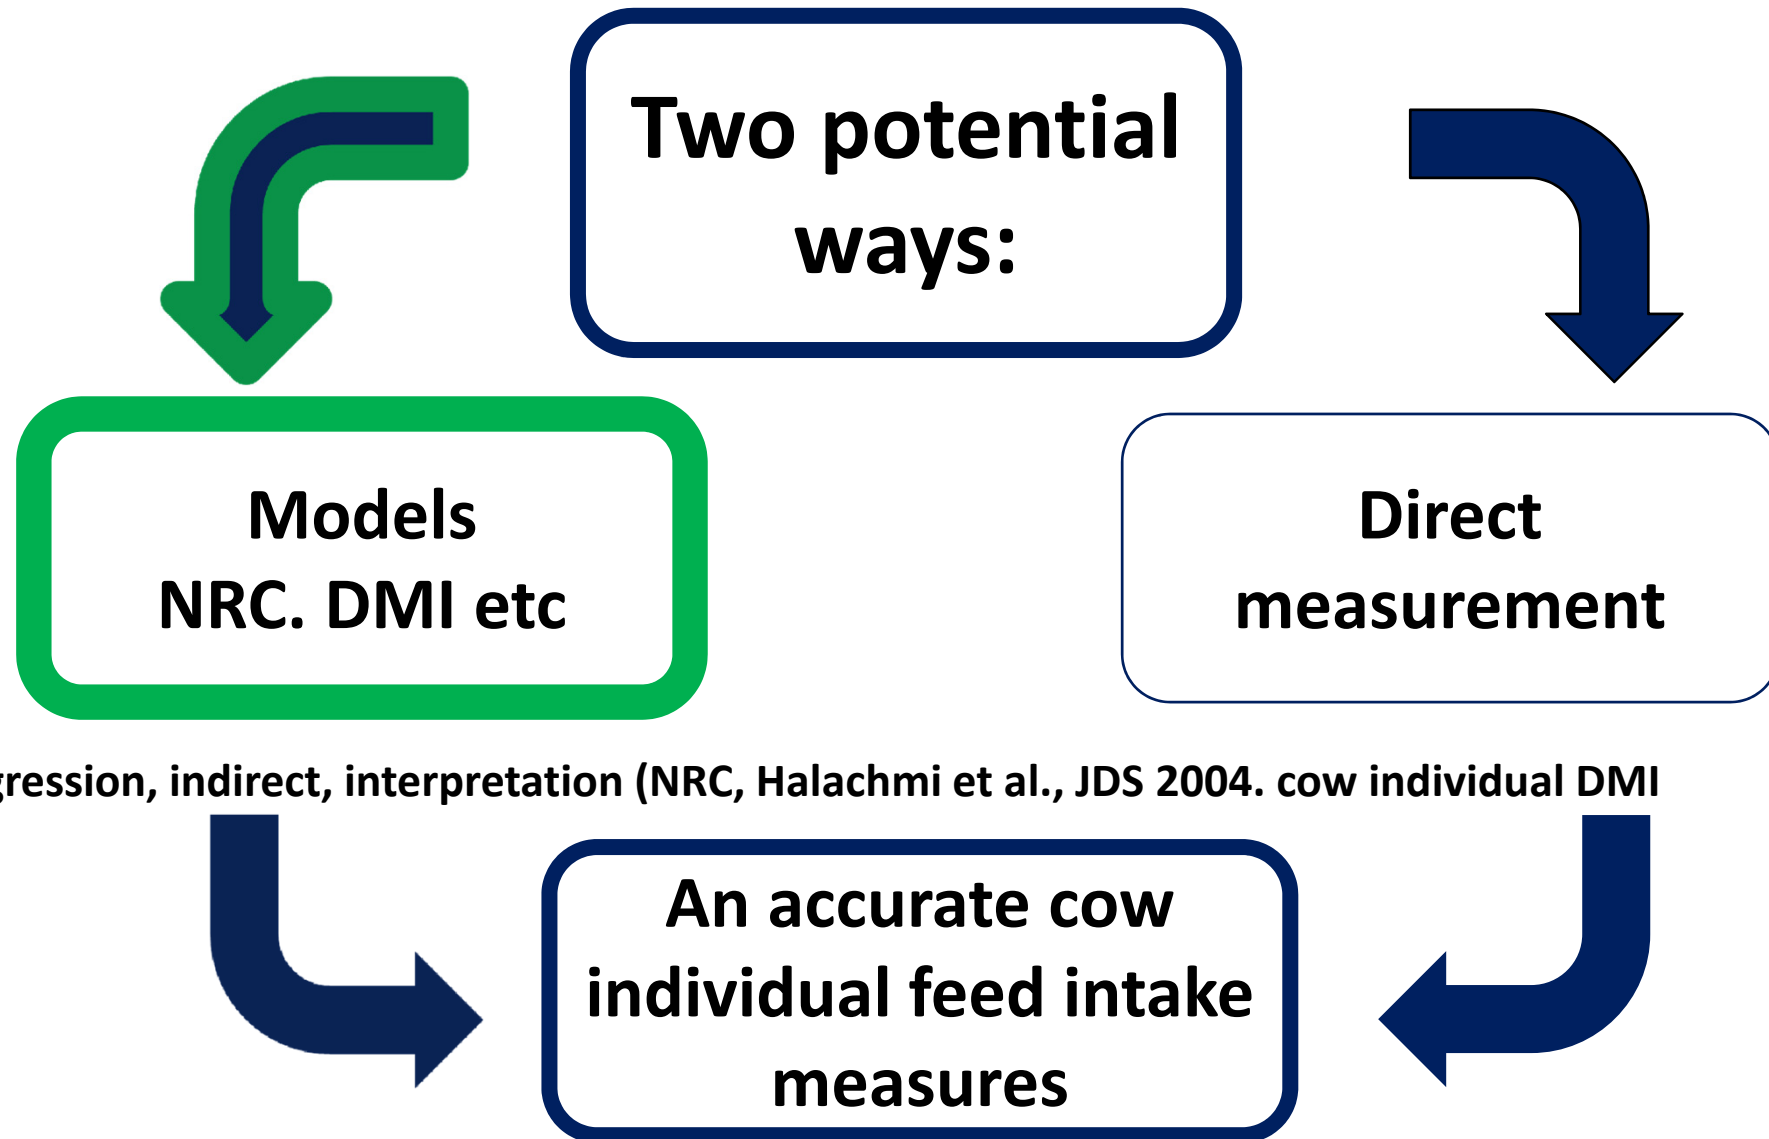 Two potential
ways:
Models
NRC. DMI etc
Direct
measurement
gression, indirect, interpretation (NRC, Halachmi et al., JDS 2004. cow individual DMI
An accurate cow
individual feed intake
measures